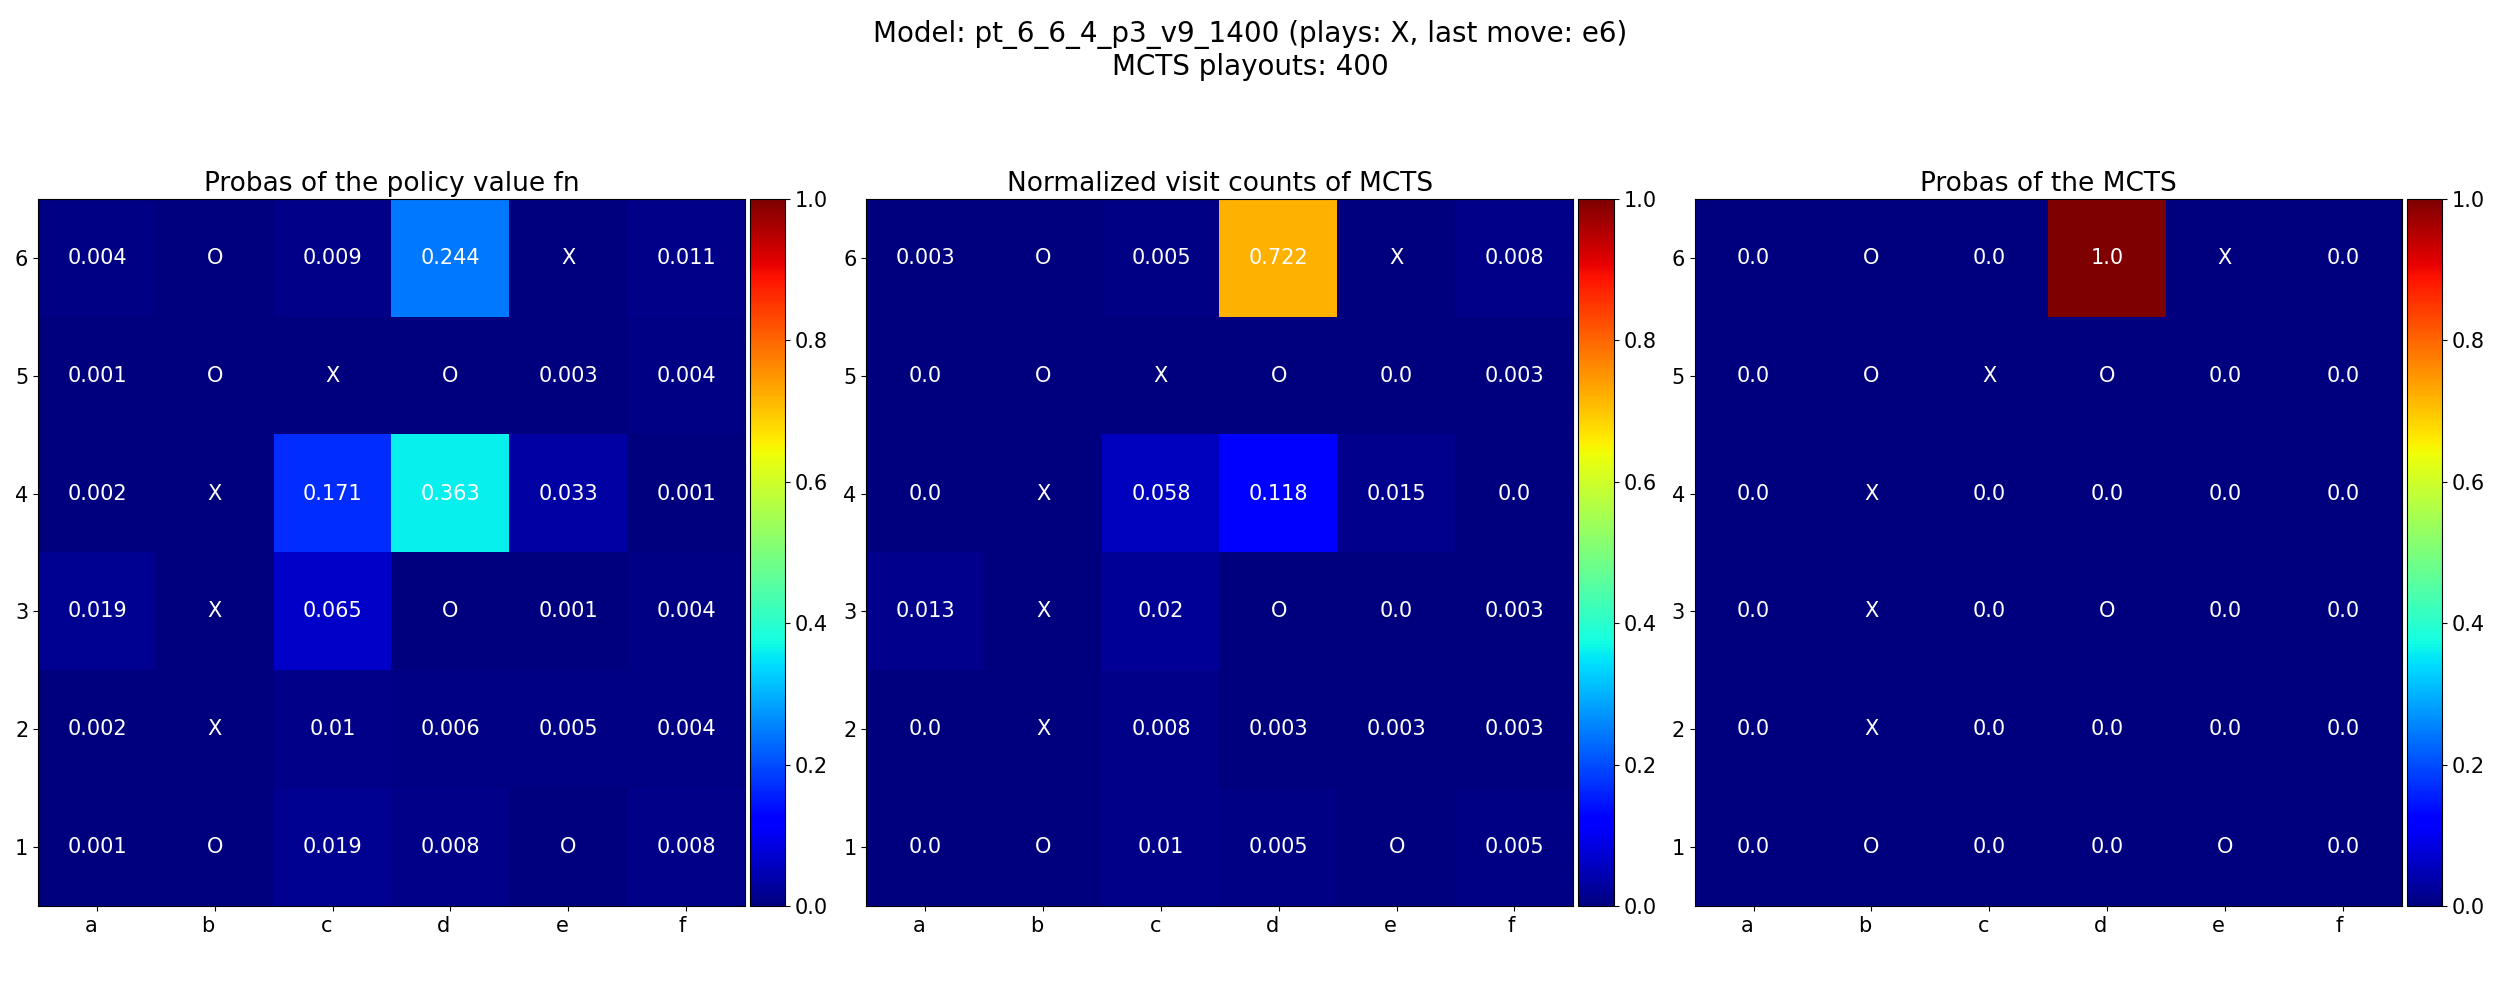 Model: pt_6_6_4_p3_v9_1400 (plays: X, last move: e6)
MCTS playouts: 400
Probas of the policy value fn
6 0.004 O 0.009 0.244 X 0.011
5 0.001 O X O 0.003 0.004
4 0.002 X 0.171 0.363 0.033 0.001
3 0.019 X 0.065 O 0.001 0.004
2 0.002 X 0.01 0.006 0.005 0.004
1 0.001 O 0.019 0.008 O 0.008
a b c d e f
1.0
0.8
0.6
0.4
0.2
0.0
Normalized visit counts of MCTS
6 0.003 O 0.005 0.722 X 0.008
5 0.0 O X O 0.0 0.003
4 0.0 X 0.058 0.118 0.015 0.0
3 0.013 X 0.02 O 0.0 0.003
2 0.0 X 0.008 0.003 0.003 0.003
1 0.0 O 0.01 0.005 O 0.005
a b c d e f
1.0
0.8
0.6
0.4
0.2
0.0
Probas of the MCTS
6 0.0 O 0.0 1.0 X 0.0
5 0.0 O X O 0.0 0.0
4 0.0 X 0.0 0.0 0.0 0.0
3 0.0 X 0.0 O 0.0 0.0
2 0.0 X 0.0 0.0 0.0 0.0
1 0.0 O 0.0 0.0 O 0.0
a b c d e f
1.0
0.8
0.6
0.4
0.2
0.0